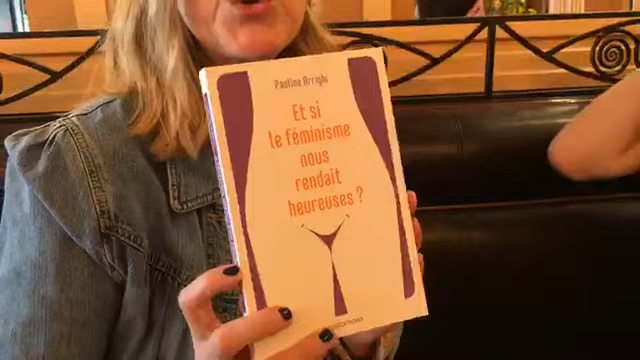 Pauline Arrighi
Et si
le féminisme
nous
rendait
heureuses ?